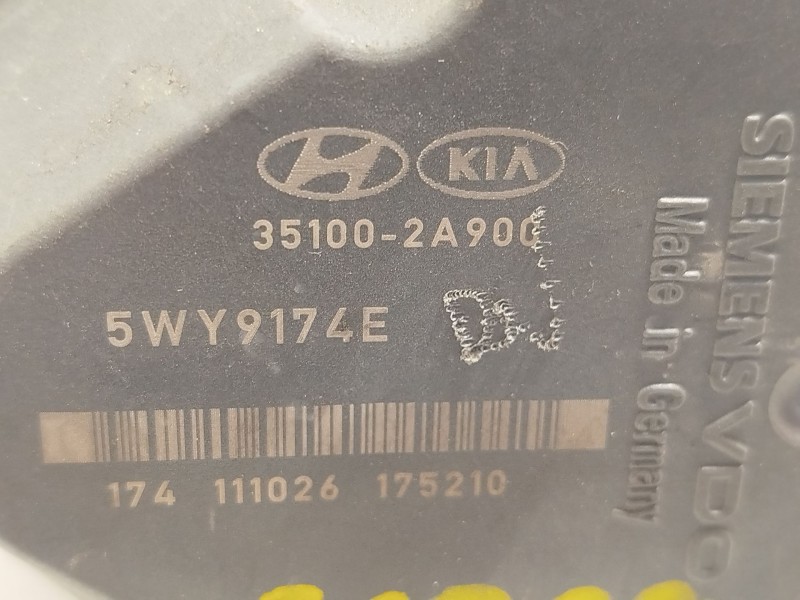 KIA
35100-2A900
5WY9174E
174 111026 175210
SIEMENS VDO
Made in Germany